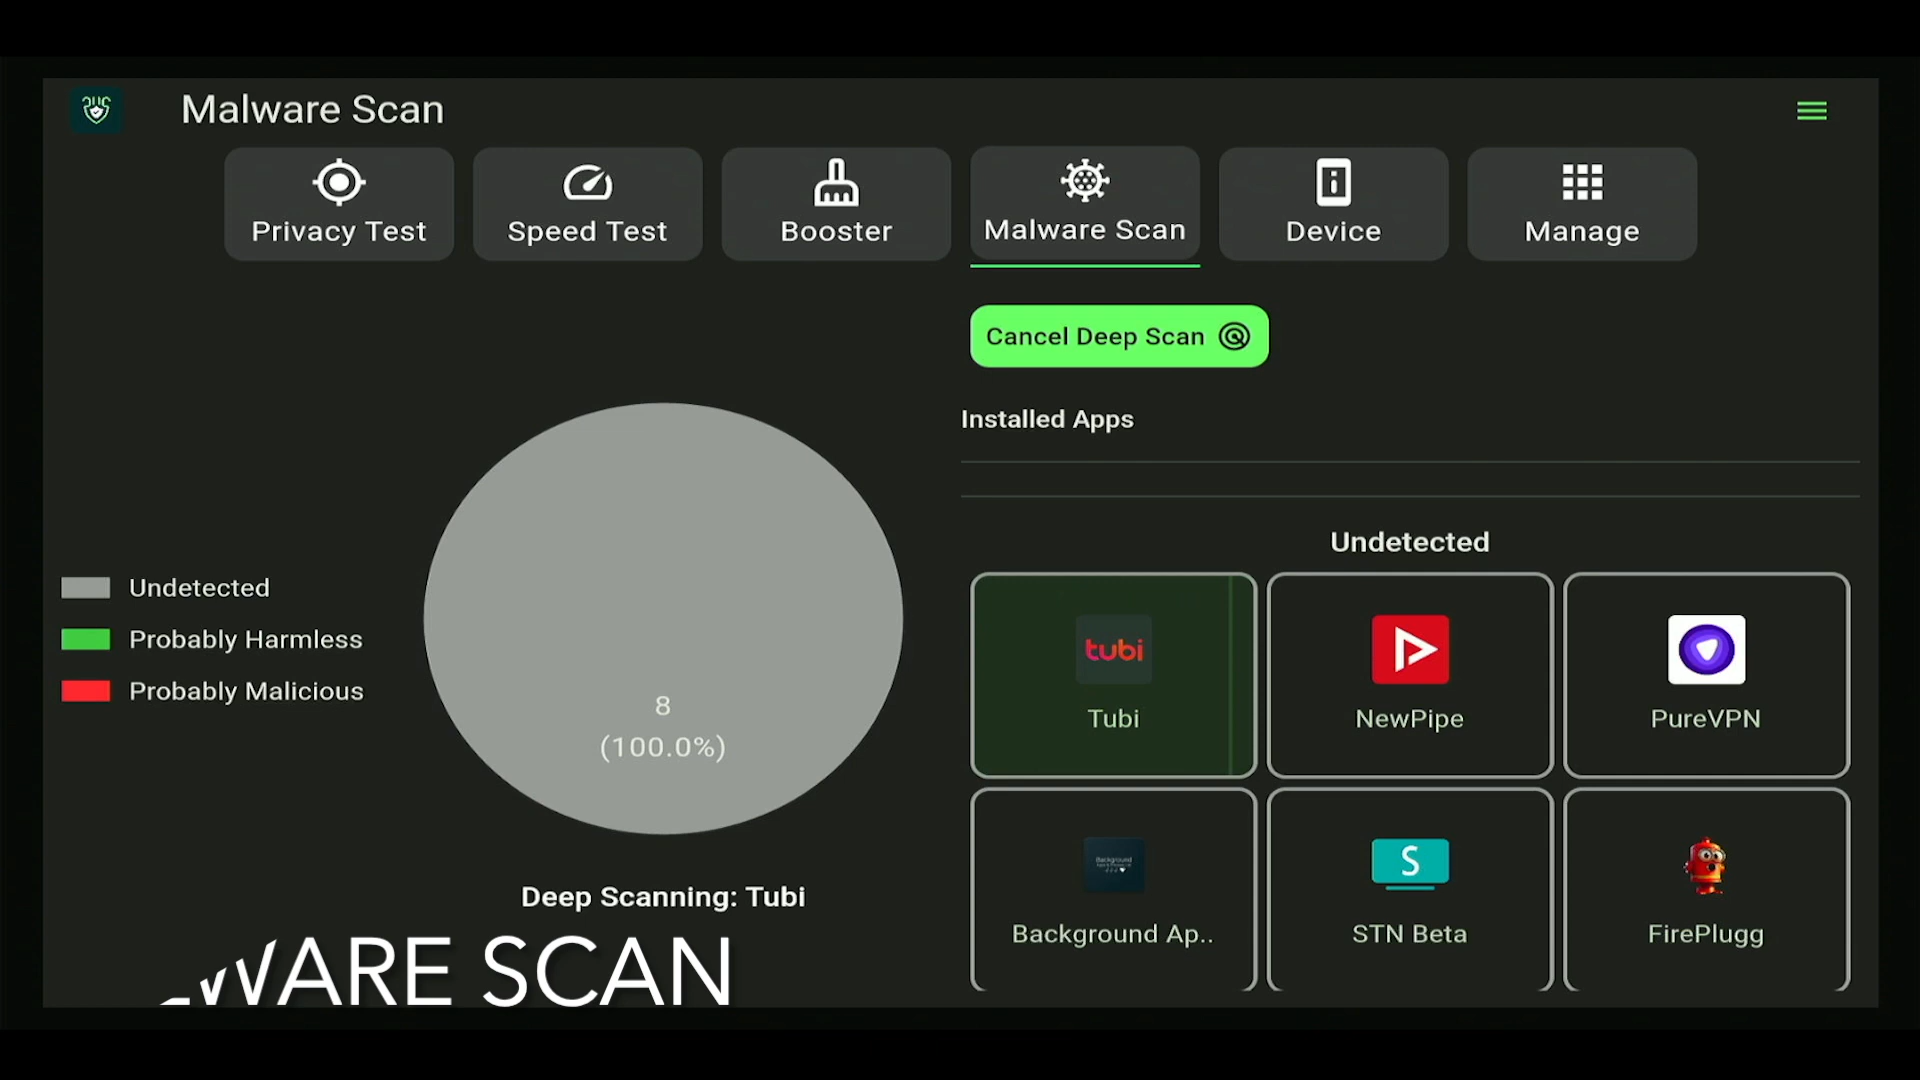 Malware Scan
Privacy Test
Speed Test
Booster
Malware Scan
Device
Manage
Cancel Deep Scan
Installed Apps
Undetected
Undetected
Probably Harmless
Probably Malicious
8
(100.0%)
tubi
Tubi
NewPipe
PureVPN
Background
Background Ap..
S
STN Beta
FirePlugg
Deep Scanning: Tubi
WARE SCAN